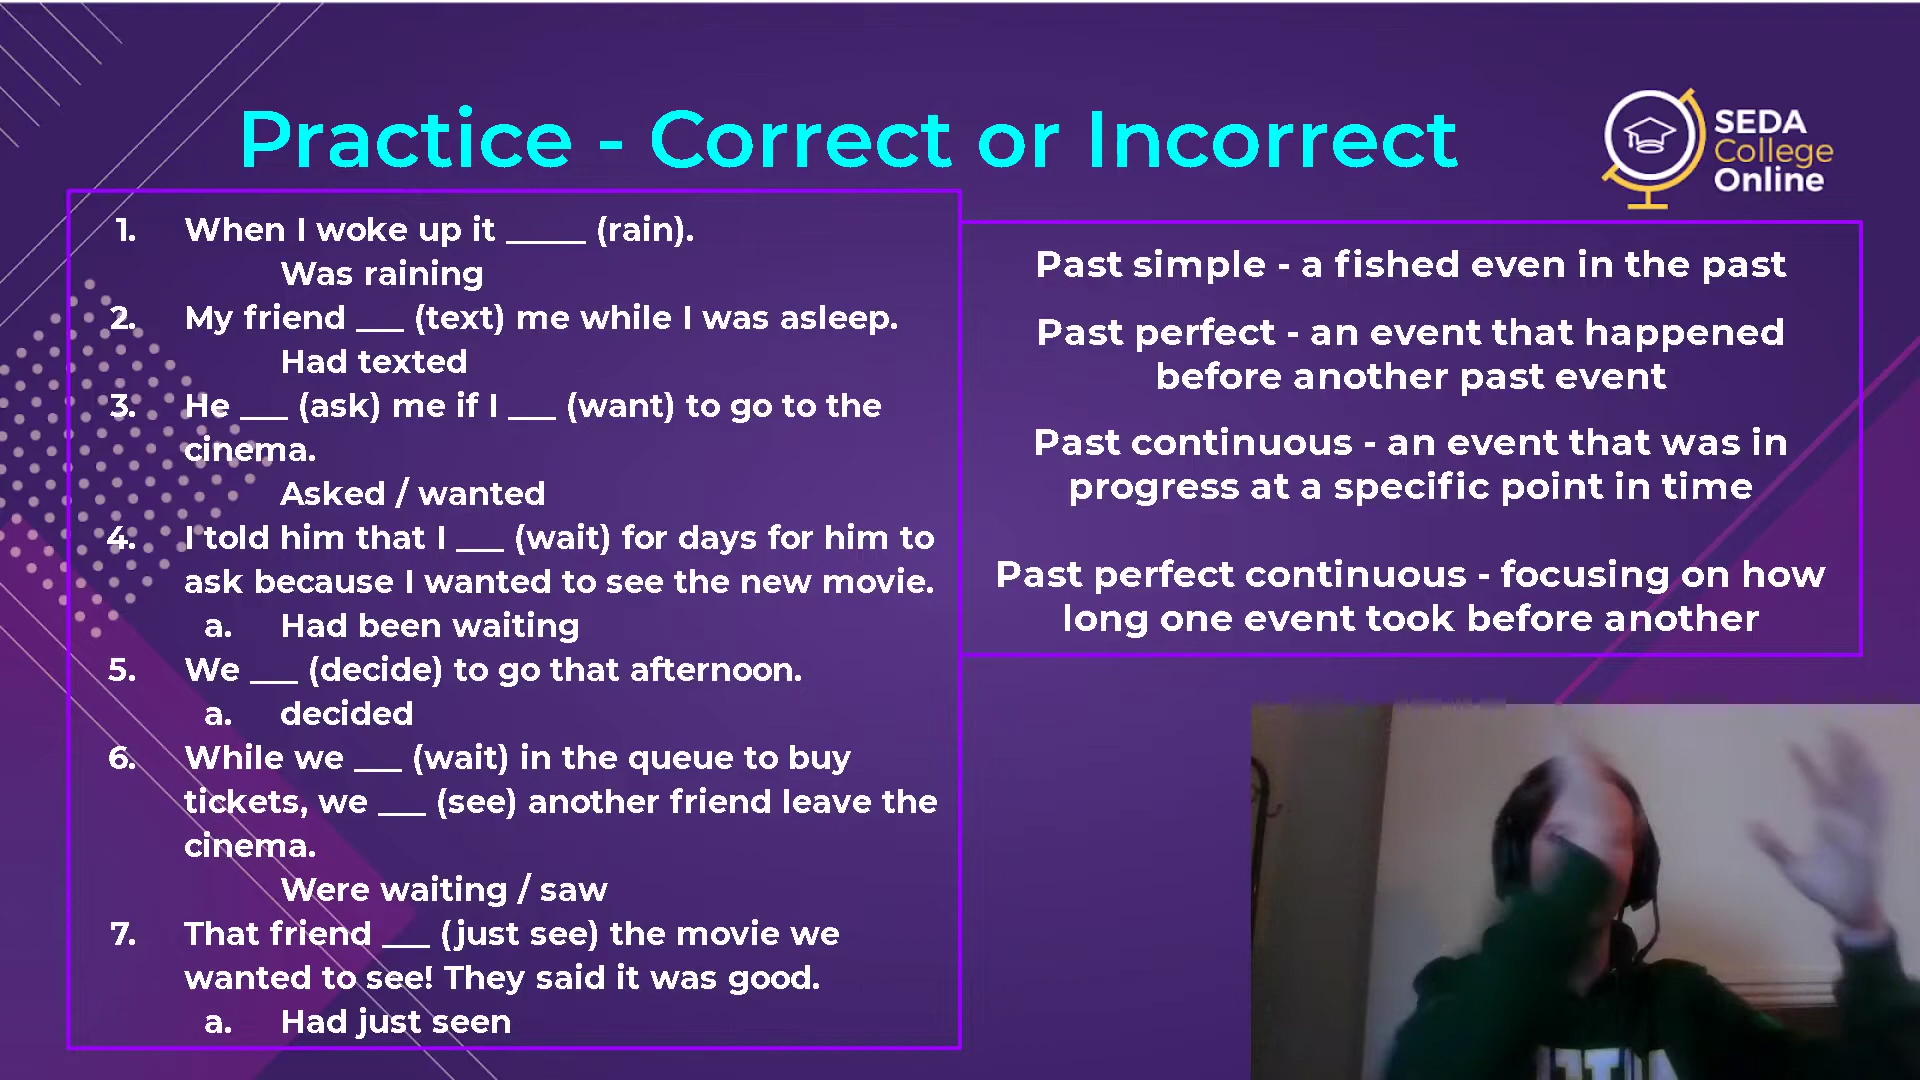 Practice - Correct or Incorrect
SEDA
College
Online
1. When I woke up it _____ (rain).
Was raining
2. My friend ___ (text) me while I was asleep.
Had texted
3. He ___ (ask) me if I ___ (want) to go to the
cinema.
Asked / wanted
4. I told him that I ___ (wait) for days for him to
ask because I wanted to see the new movie.
a. Had been waiting
5. We ___ (decide) to go that afternoon.
a. decided
6. While we ___ (wait) in the queue to buy
tickets, we ___ (see) another friend leave the
cinema.
Were waiting / saw
7. That friend ___ (just see) the movie we
wanted to see! They said it was good.
a. Had just seen
Past simple - a fished even in the past
Past perfect - an event that happened
before another past event
Past continuous - an event that was in
progress at a specific point in time
Past perfect continuous - focusing on how
long one event took before another